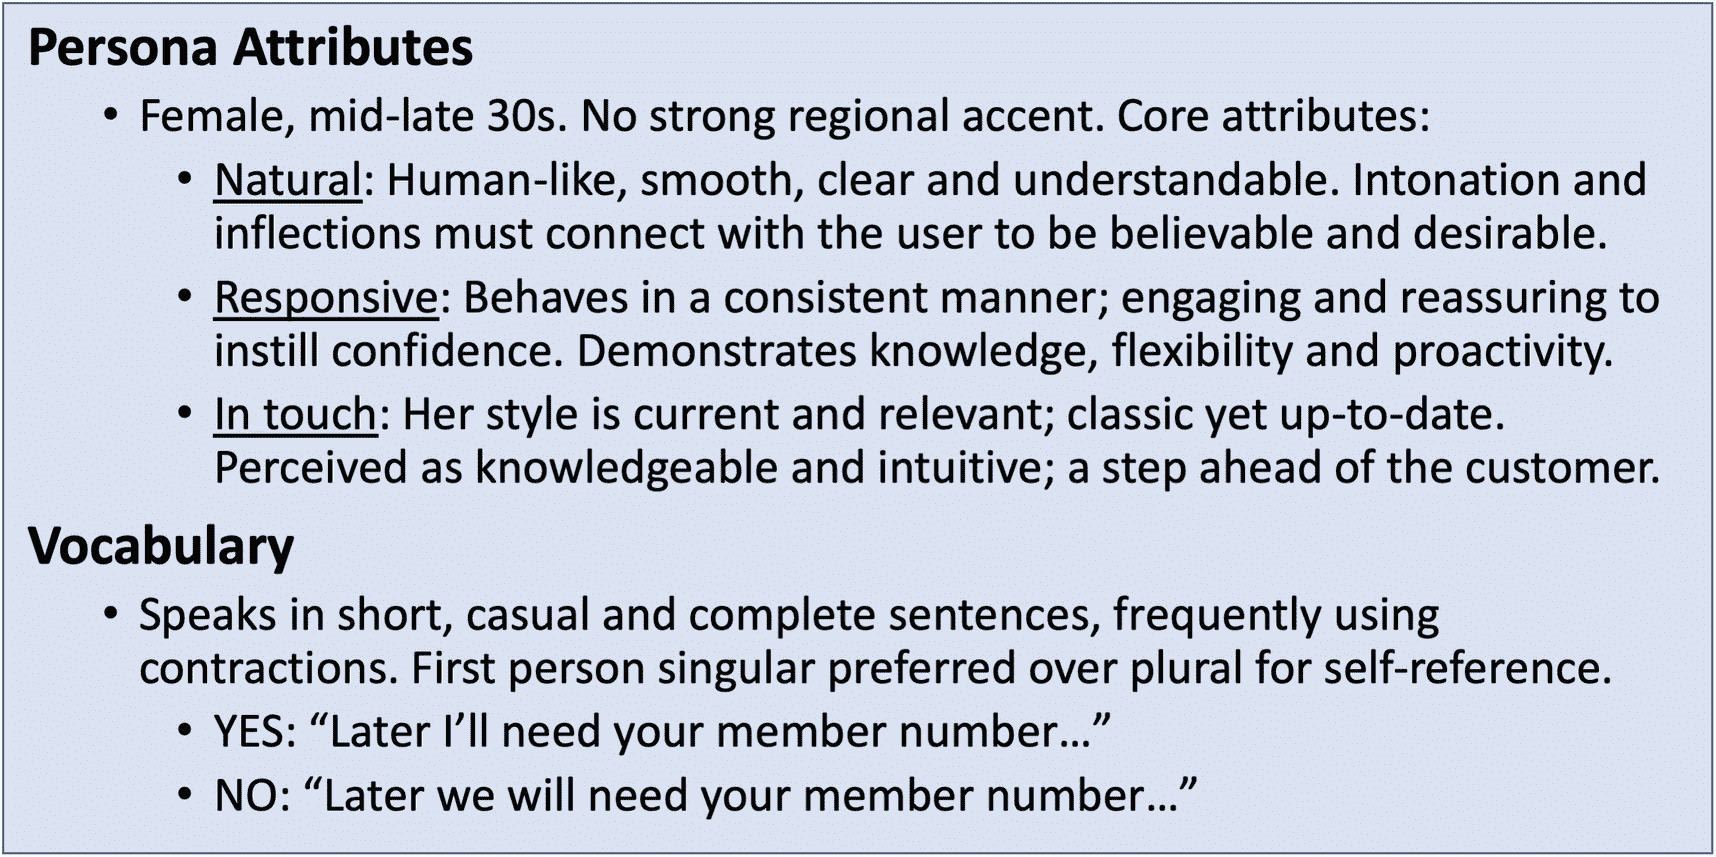 Persona Attributes
• Female, mid-late 30s. No strong regional accent. Core attributes:
• Natural: Human-like, smooth, clear and understandable. Intonation and
inflections must connect with the user to be believable and desirable.
• Responsive: Behaves in a consistent manner; engaging and reassuring to
instill confidence. Demonstrates knowledge, flexibility and proactivity.
• In touch: Her style is current and relevant; classic yet up-to-date.
Perceived as knowledgeable and intuitive; a step ahead of the customer.
Vocabulary
• Speaks in short, casual and complete sentences, frequently using
contractions. First person singular preferred over plural for self-reference.
• YES: “Later I’ll need your member number…”
• NO: “Later we will need your member number…”